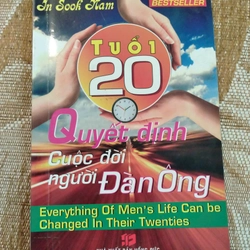 In Sook Nam
BESTSELLER
TUỔI
20
Quyết định
Cuộc đời
người Đàn Ông
Everything Of Men's Life Can be
Changed In Their Twenties